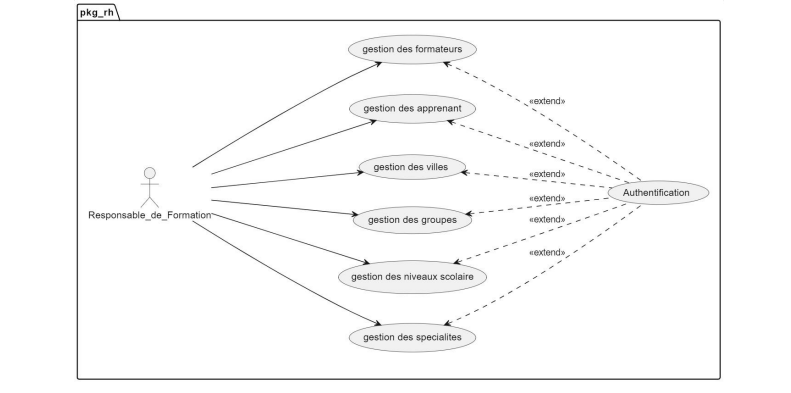 pkg_rh
gestion des formateurs
«extend»
gestion des apprenant
«extend»
gestion des villes
«extend»
Authentification
Responsable_de_Formation
gestion des groupes
«extend»
«extend»
gestion des niveaux scolaire
«extend»
gestion des specialites